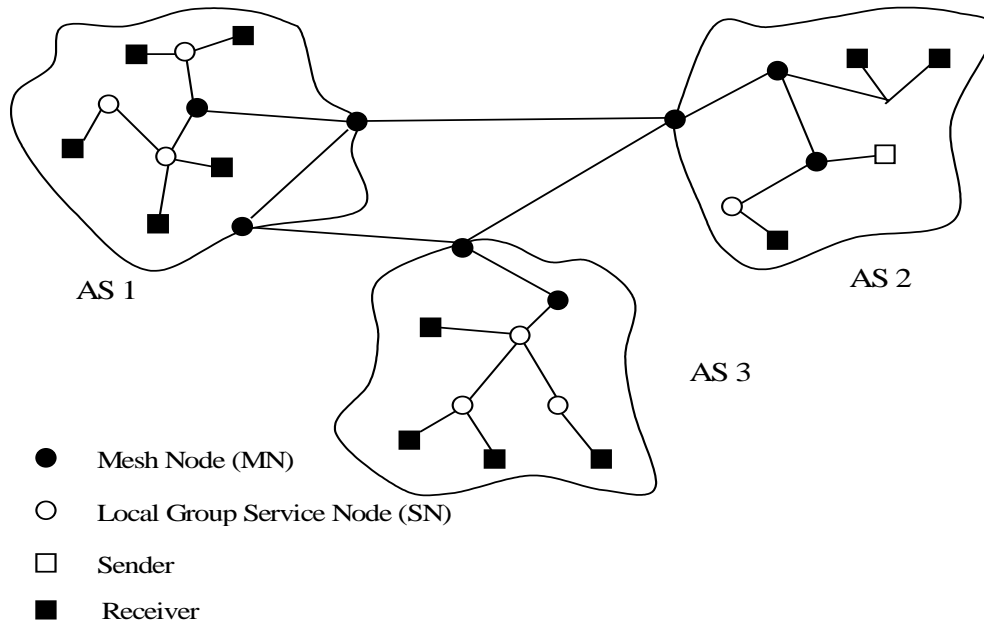 AS 1
AS 2
AS 3
Mesh Node (MN)
Local Group Service Node (SN)
Sender
Receiver